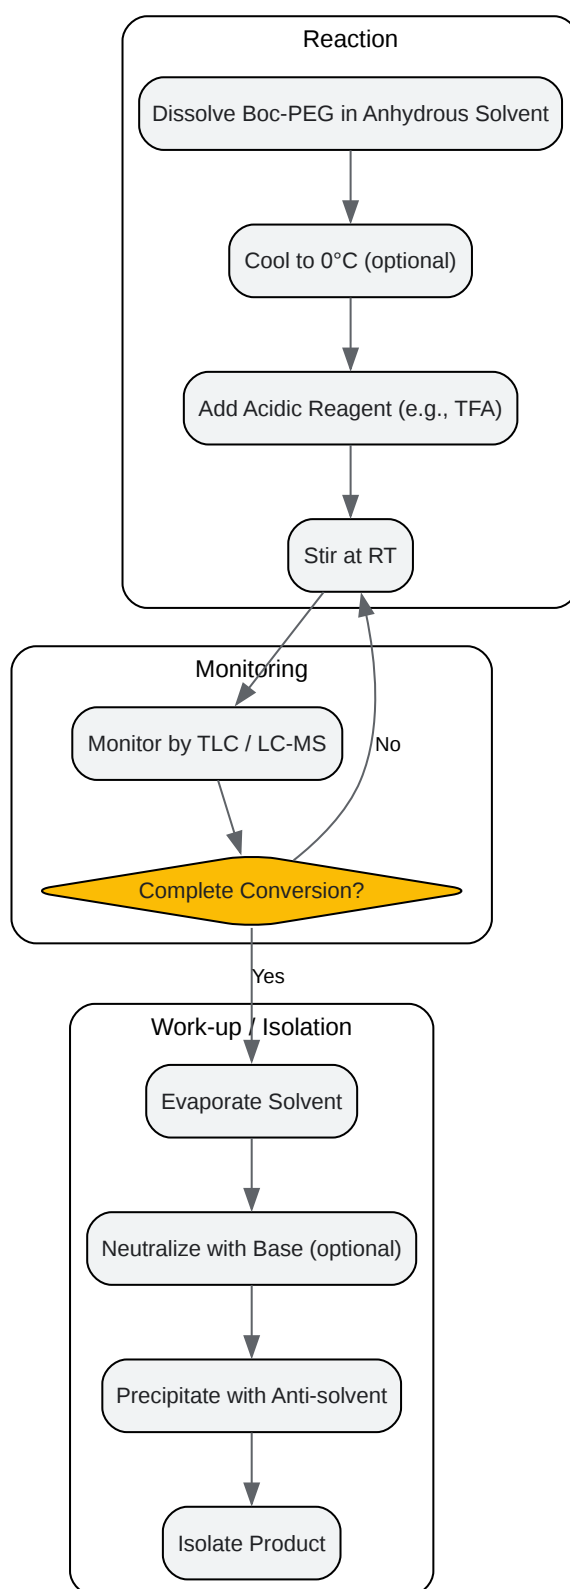 Reaction
Dissolve Boc-PEG in Anhydrous Solvent
Cool to 0°C (optional)
Add Acidic Reagent (e.g., TFA)
Stir at RT
Monitoring
Monitor by TLC / LC-MS
No
Complete Conversion?
Yes
Work-up / Isolation
Evaporate Solvent
Neutralize with Base (optional)
Precipitate with Anti-solvent
Isolate Product